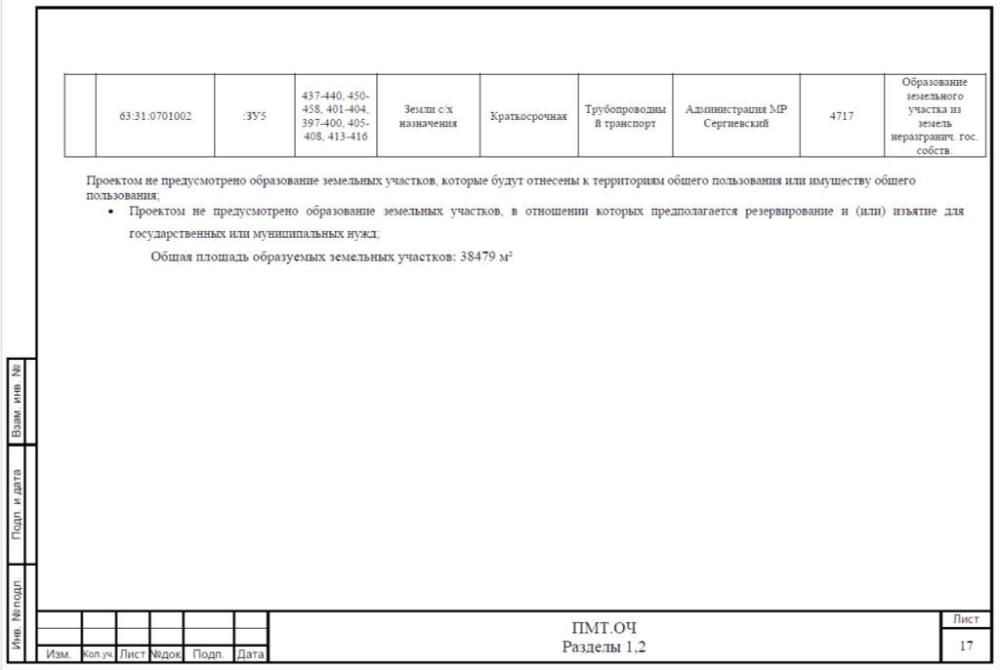 63:31:0701002
:ЗУ5
437-440, 450-
458, 401-404,
397-400, 405-
408, 413-416
Земли с/х
назначения
Краткосрочная
Трубопроводны
й транспорт
Администрация МР
Сергиевский
4717
Образование
земельного
участка из
земель
неразгранич. гос.
собств.
Проектом не предусмотрено образование земельных участков, которые будут отнесены к территориям общего пользования или имуществу общего
пользования;
• Проектом не предусмотрено образование земельных участков, в отношении которых предполагается резервирование и (или) изъятие для
государственных или муниципальных нужд;
Общая площадь образуемых земельных участков: 38479 м²
Взам. инв. №
Подп. и дата
Инв. № подл.
Изм. Кол.уч. Лист №док Подп. Дата
ПМТ.ОЧ
Разделы 1,2
Лист
17